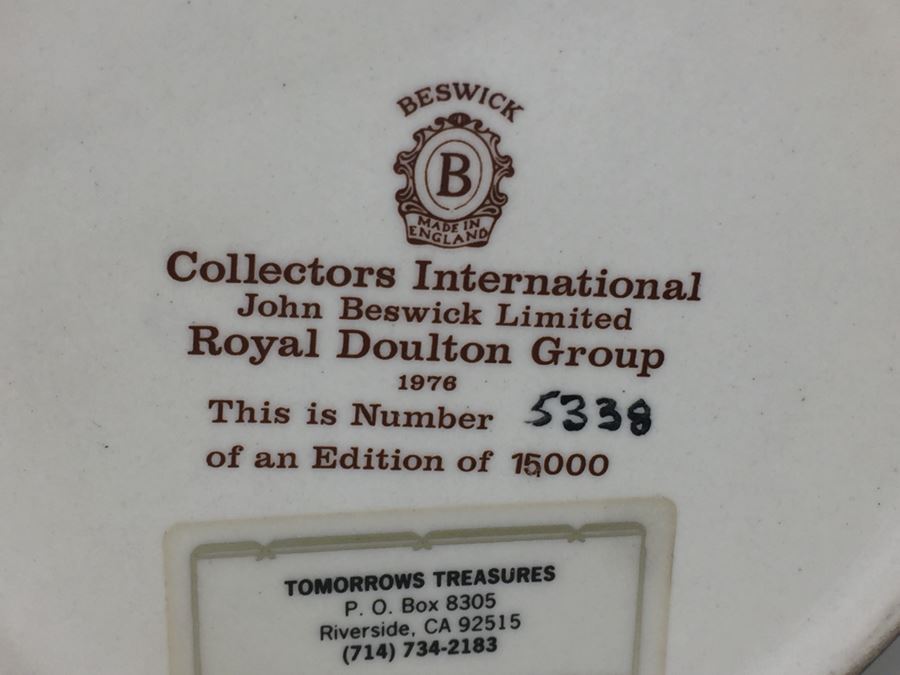 BESWICK
B
MADE IN
ENGLAND
Collectors International
John Beswick Limited
Royal Doulton Group
1976
This is Number 5338
of an Edition of 15000
TOMORROWS TREASURES
P. O. Box 8305
Riverside, CA 92515
(714) 734-2183